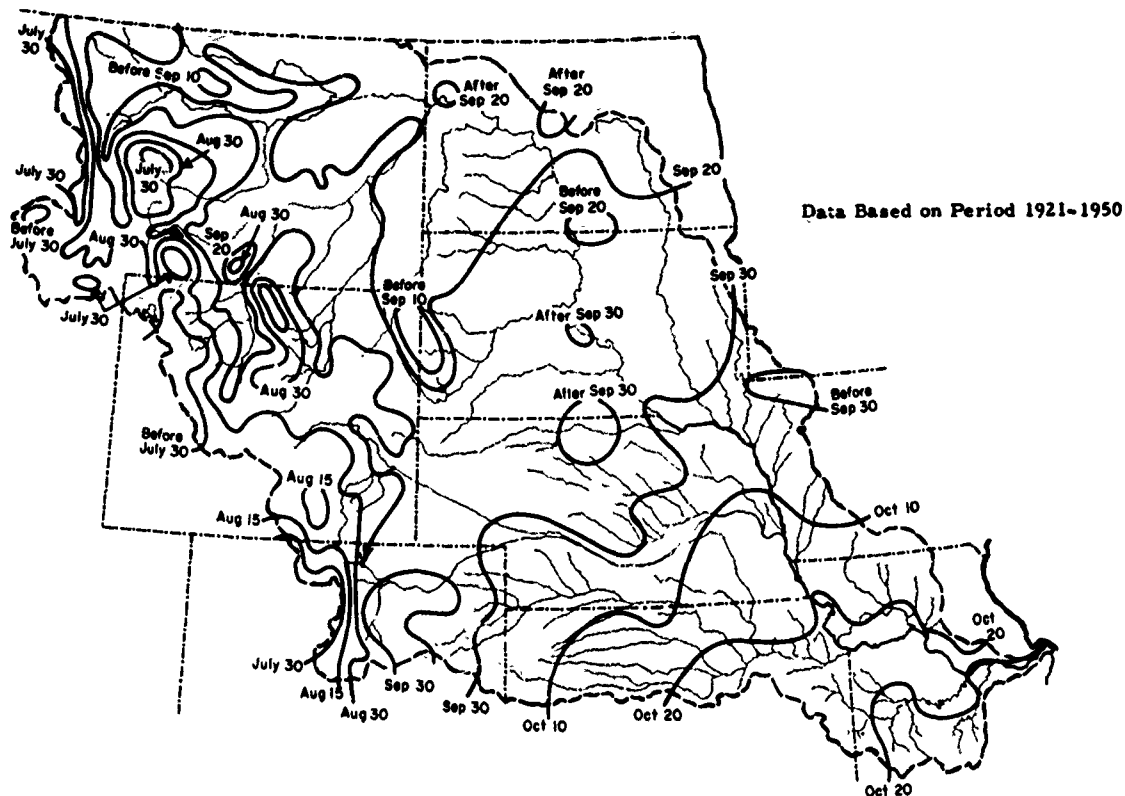 July
30
Before Sep 10
After
Sep 20
After
Sep 20
Aug 30
July
30
July 30
Sep 20
Before
Sep 20
Data Based on Period 1921-1950
Before
July 30
Aug 30
Sep
20
Aug 30
Sep 30
July 30
Before
Sep 10
After Sep 30
Aug 30
After Sep 30
Before
Sep 30
Before
July 30
Aug 15
Aug 15
Oct 10
Oct
20
July 30
Aug 15
Aug 30
Sep 30
Sep 30
Oct 10
Oct 20
Oct 20